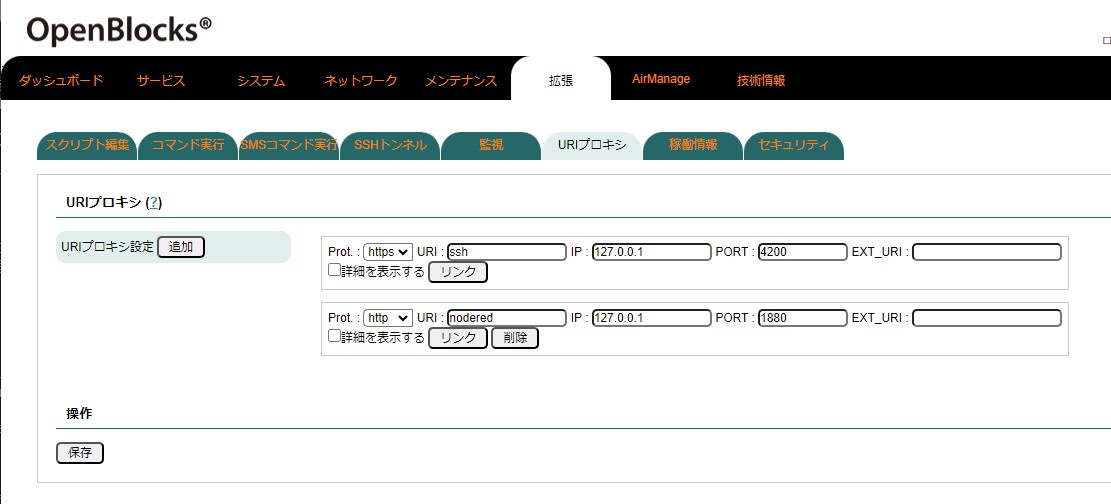 OpenBlocks®
ダッシュボード サービス システム ネットワーク メンテナンス 拡張 AirManage 技術情報
スクリプト編集 コマンド実行 SMSコマンド実行 SSHトンネル 監視 URIプロキシ 稼働情報 セキュリティ
URIプロキシ (?)
URIプロキシ設定 追加
Prot. : https URI : ssh IP : 127.0.0.1 PORT : 4200 EXT_URI :
詳細を表示する リンク
Prot. : http URI : nodered IP : 127.0.0.1 PORT : 1880 EXT_URI :
詳細を表示する リンク 削除
操作
保存